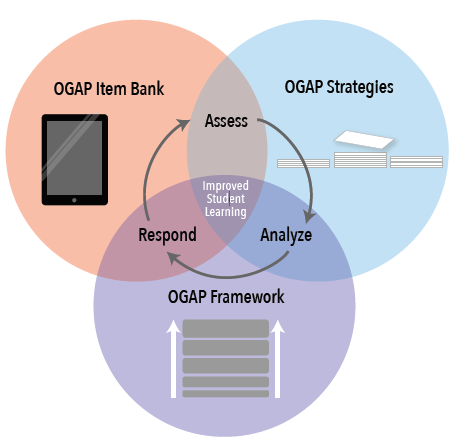 OGAP Item Bank
OGAP Strategies
Assess
Improved
Student
Learning
Respond
Analyze
OGAP Framework